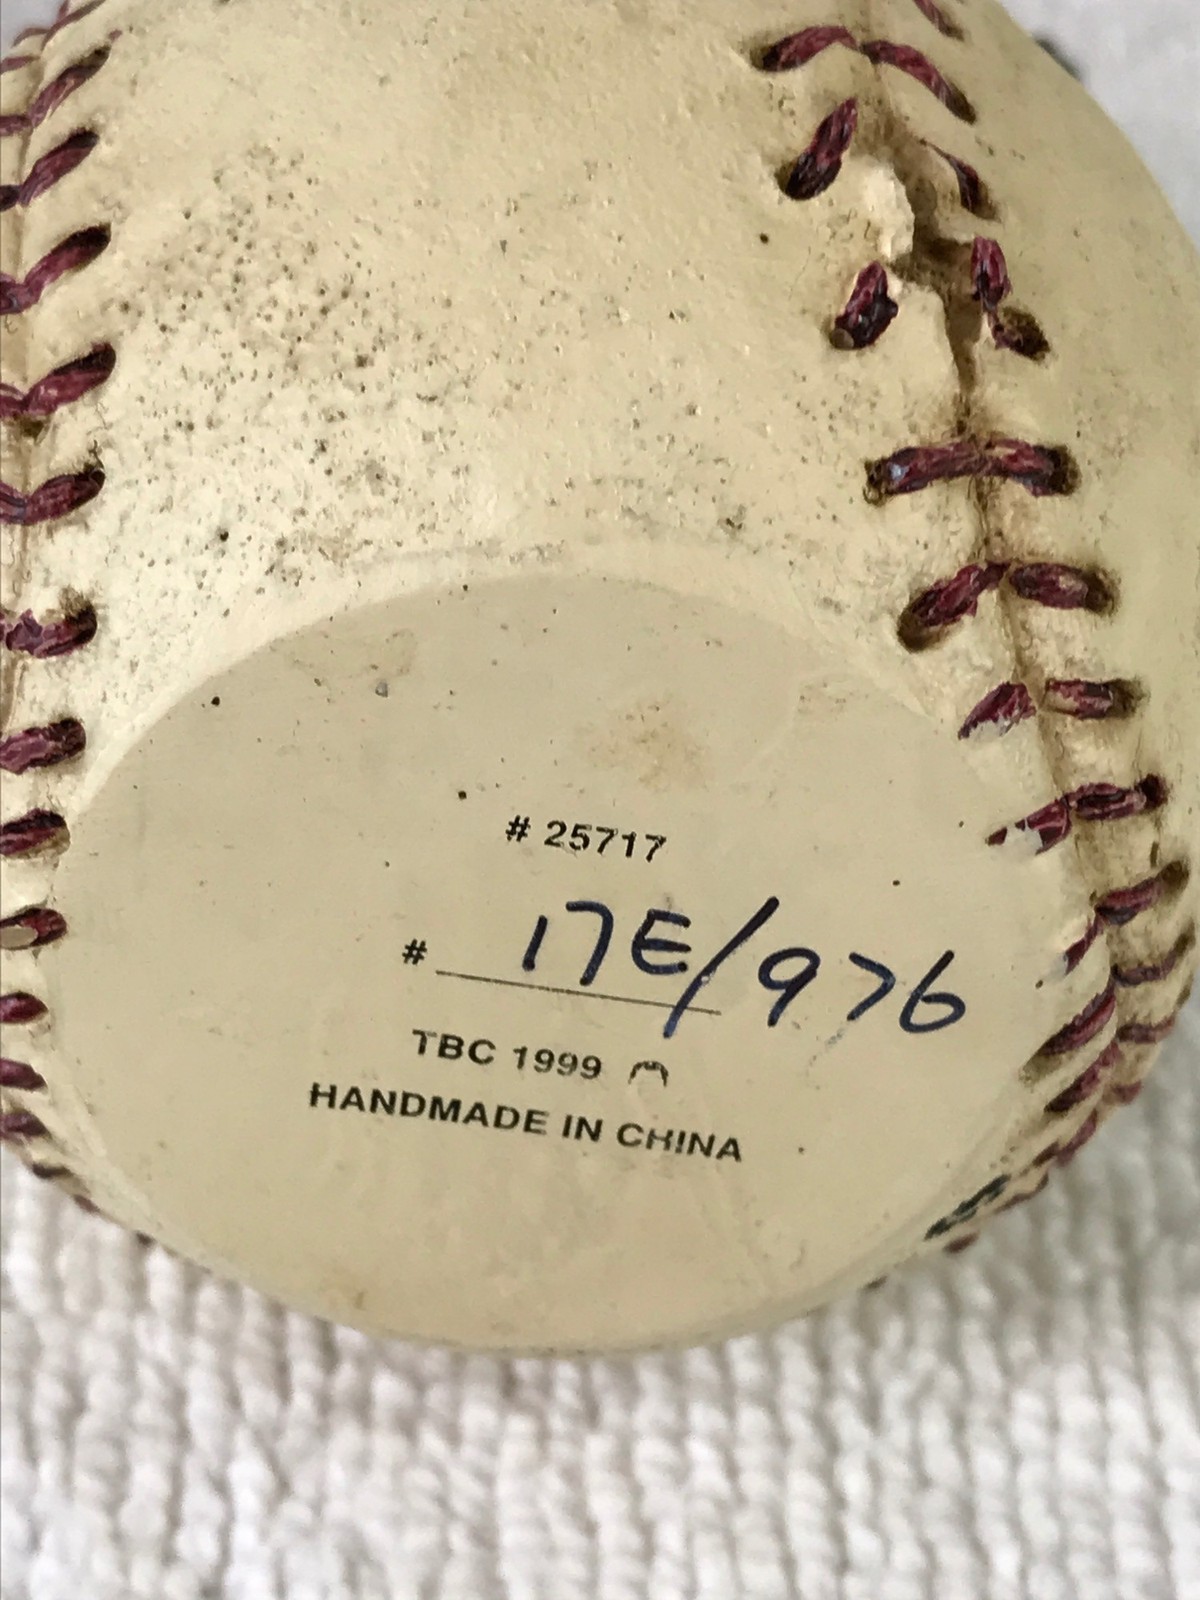 # 25717
# 17E/976
TBC 1999
HANDMADE IN CHINA